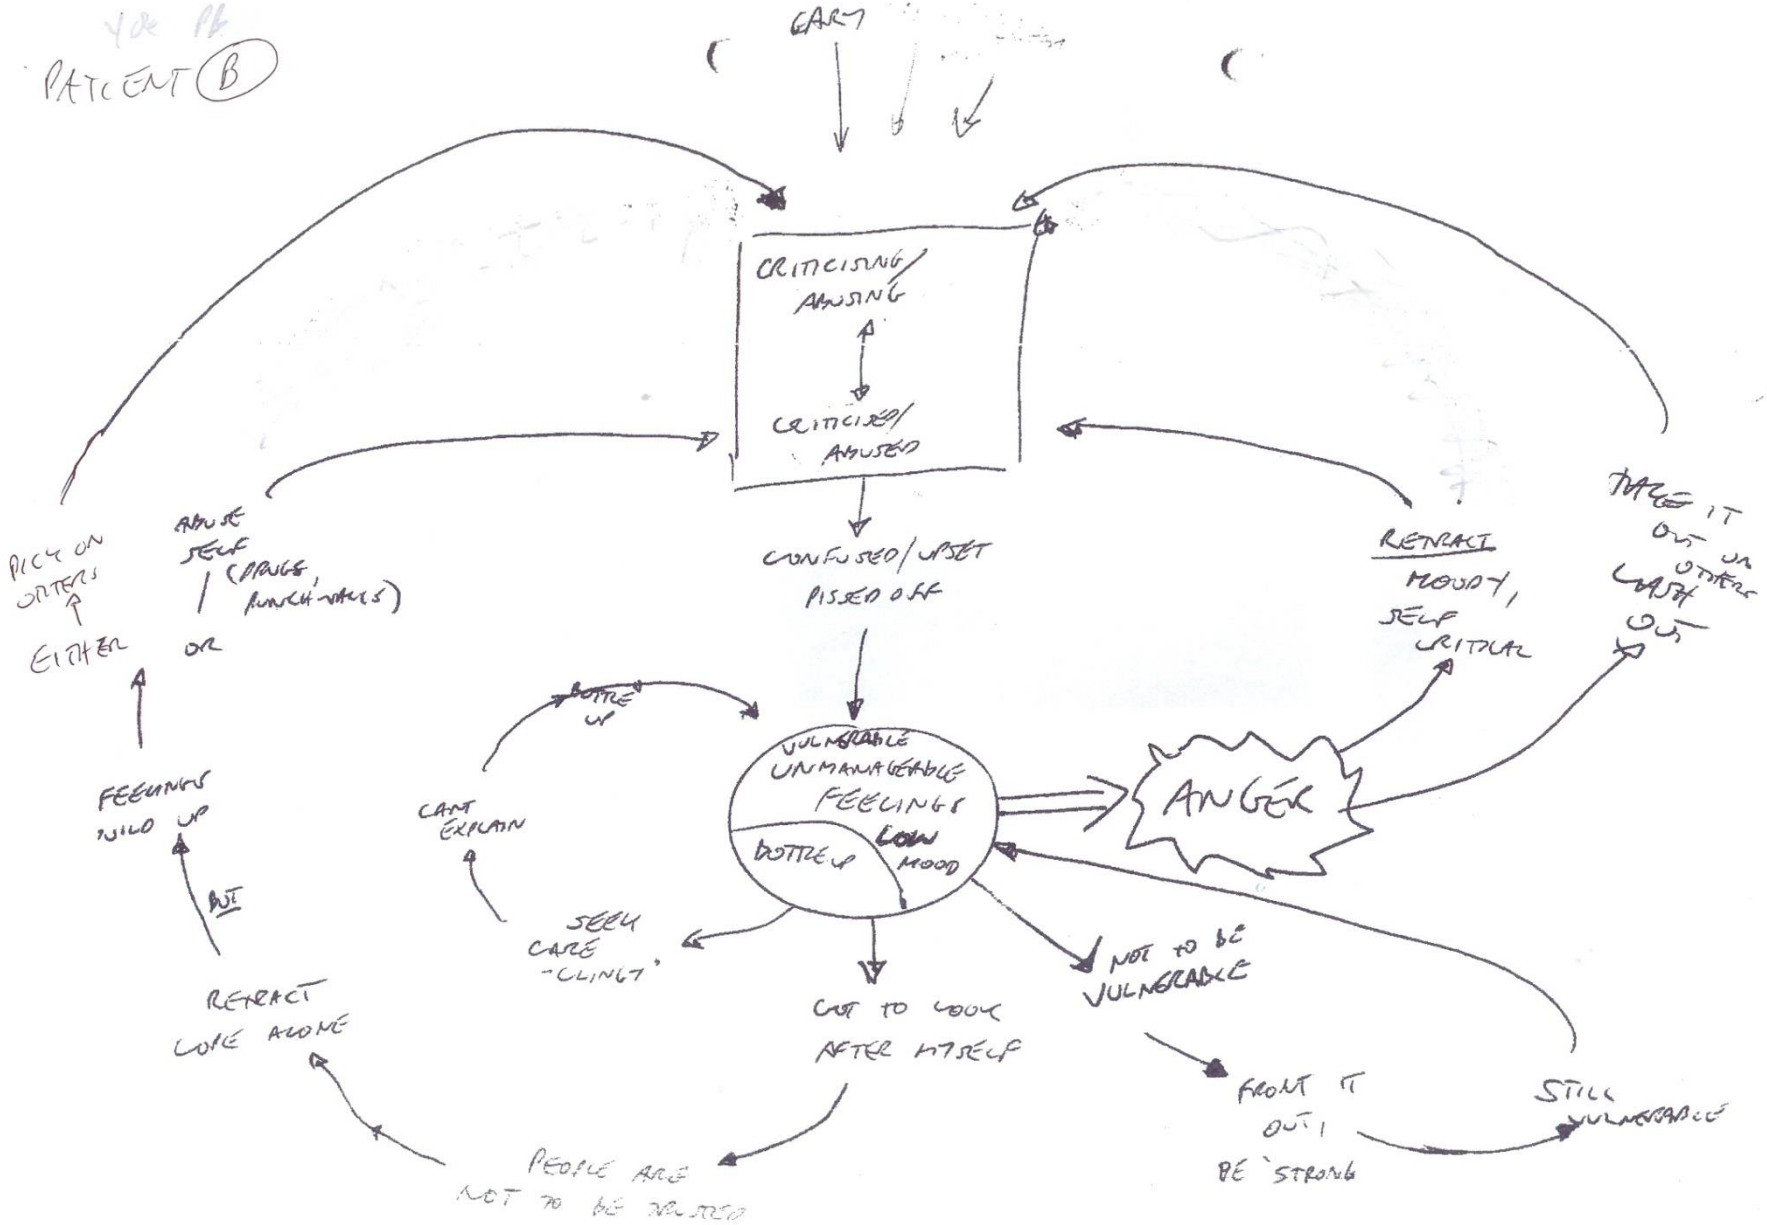 PATIENT B
GARY
CRITICISING/
ABUSING
CRITICISED/
ABUSED
CONFUSED/UPSET
PISSED OFF
VULNERABLE
UNMANAGEABLE
FEELINGS
LOW
MOOD
BOTTLE UP
ANGER
RETRACT
MOODY,
SELF
CRITICAL
TAKE IT
OUT ON
OTHERS
LASH
OUT
PICK ON
OTHERS
EITHER
ABUSE
SELF
(DRUGS,
PUNCH WALLS)
OR
FEELINGS
BUILD UP
BUT
RETRACT
COPE ALONE
BOTTLE
UP
CANT
EXPLAIN
SEEK
CARE
"CLINGY"
GOT TO LOOK
AFTER MYSELF
PEOPLE ARE
NOT TO BE TRUSTED
NOT TO BE
VULNERABLE
FRONT IT
OUT,
BE 'STRONG
STILL
VULNERABLE